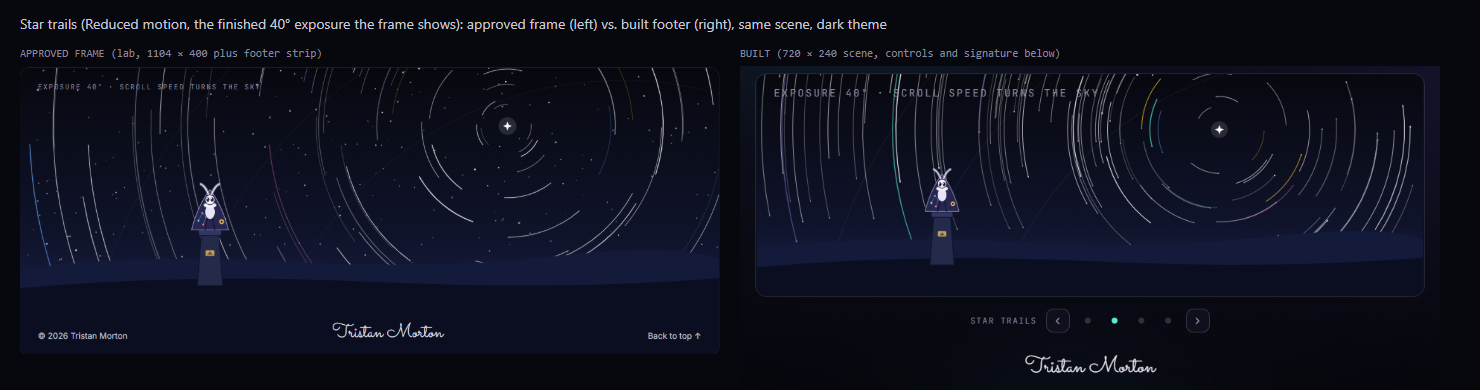 Star trails (Reduced motion, the finished 40° exposure the frame shows): approved frame (left) vs. built footer (right), same scene, dark theme
APPROVED FRAME (lab, 1104 × 400 plus footer strip)
EXPOSURE 40° · SCROLL SPEED TURNS THE SKY
© 2026 Tristan Morton
Tristan Morton
Back to top ↑
BUILT (720 × 240 scene, controls and signature below)
EXPOSURE 40° · SCROLL SPEED TURNS THE SKY
STAR TRAILS
Tristan Morton